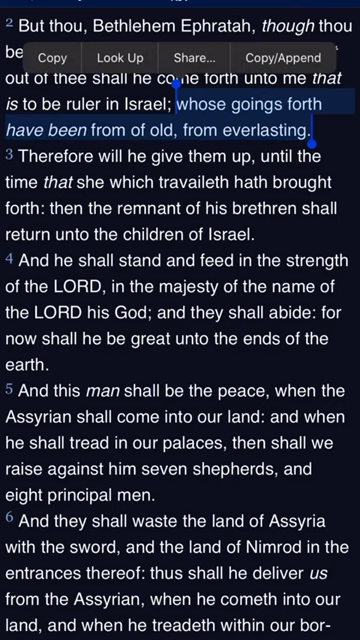 2 But thou, Bethlehem Ephratah, though thou
be
Copy Look Up Share... Copy/Append
out of thee shall he come forth unto me that
is to be ruler in Israel; whose goings forth
have been from of old, from everlasting.
3 Therefore will he give them up, until the
time that she which travaileth hath brought
forth: then the remnant of his brethren shall
return unto the children of Israel.
4 And he shall stand and feed in the strength
of the LORD, in the majesty of the name of
the LORD his God; and they shall abide: for
now shall he be great unto the ends of the
earth.
5 And this man shall be the peace, when the
Assyrian shall come into our land: and when
he shall tread in our palaces, then shall we
raise against him seven shepherds, and
eight principal men.
6 And they shall waste the land of Assyria
with the sword, and the land of Nimrod in the
entrances thereof: thus shall he deliver us
from the Assyrian, when he cometh into our
land, and when he treadeth within our bor-